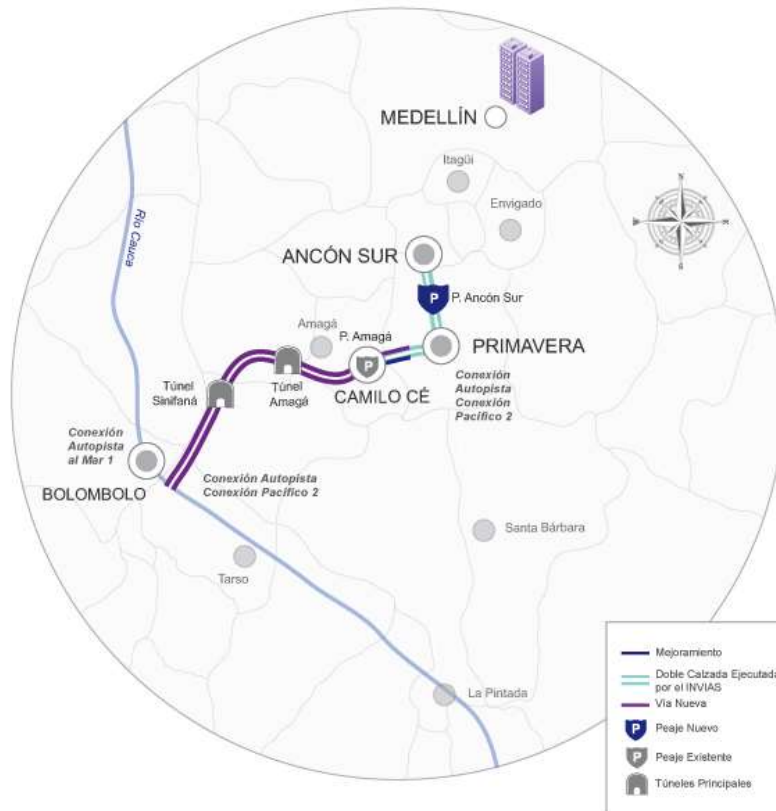 MEDELLÍN
Itagüi
Envigado
N
S
Río Cauca
ANCÓN SUR
P
P. Ancón Sur
Amagá
P. Amagá
PRIMAVERA
P
CAMILO CÉ
Túnel
Sinifaná
Túnel
Amagá
Conexión
Autopista
Conexión
Pacífico 2
Conexión
Autopista
al Mar 1
BOLOMBOLO
Conexión Autopista
Conexión Pacífico 2
Santa Bárbara
Tarso
La Pintada
Mejoramiento
Doble Calzada Ejecutada
por el INVIAS
Vía Nueva
P
Peaje Nuevo
P
Peaje Existente
Túneles Principales